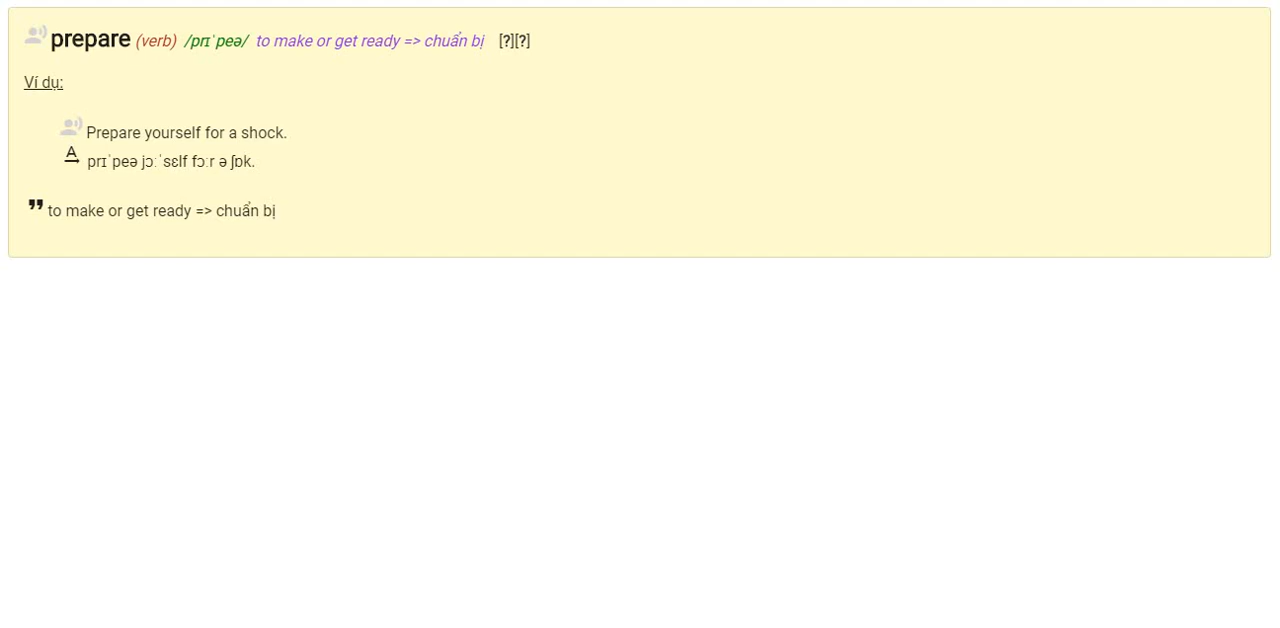 prepare (verb) /prɪˈpeə/ to make or get ready => chuẩn bị [?][?]
Ví dụ:
Prepare yourself for a shock.
prɪˈpeə jɔːˈsɛlf fɔːr ə ʃɒk.
to make or get ready => chuẩn bị